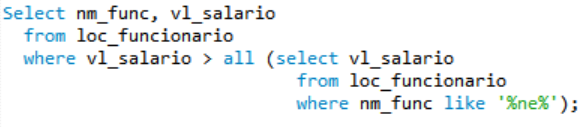 Select nm_func, vl_salario
from loc_funcionario
where vl_salario > all (select vl_salario
from loc_funcionario
where nm_func like '%ne%');